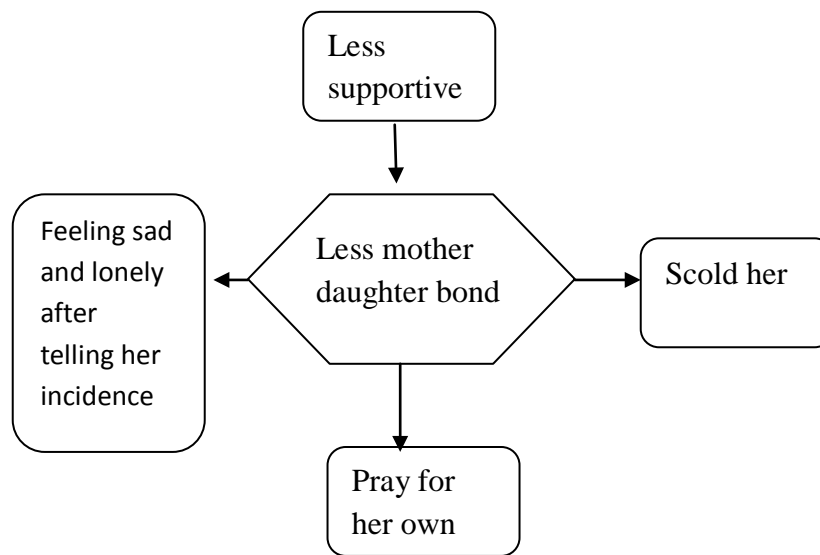 Less
supportive
Feeling sad
and lonely
after
telling her
incidence
Less mother
daughter bond
Scold her
Pray for
her own